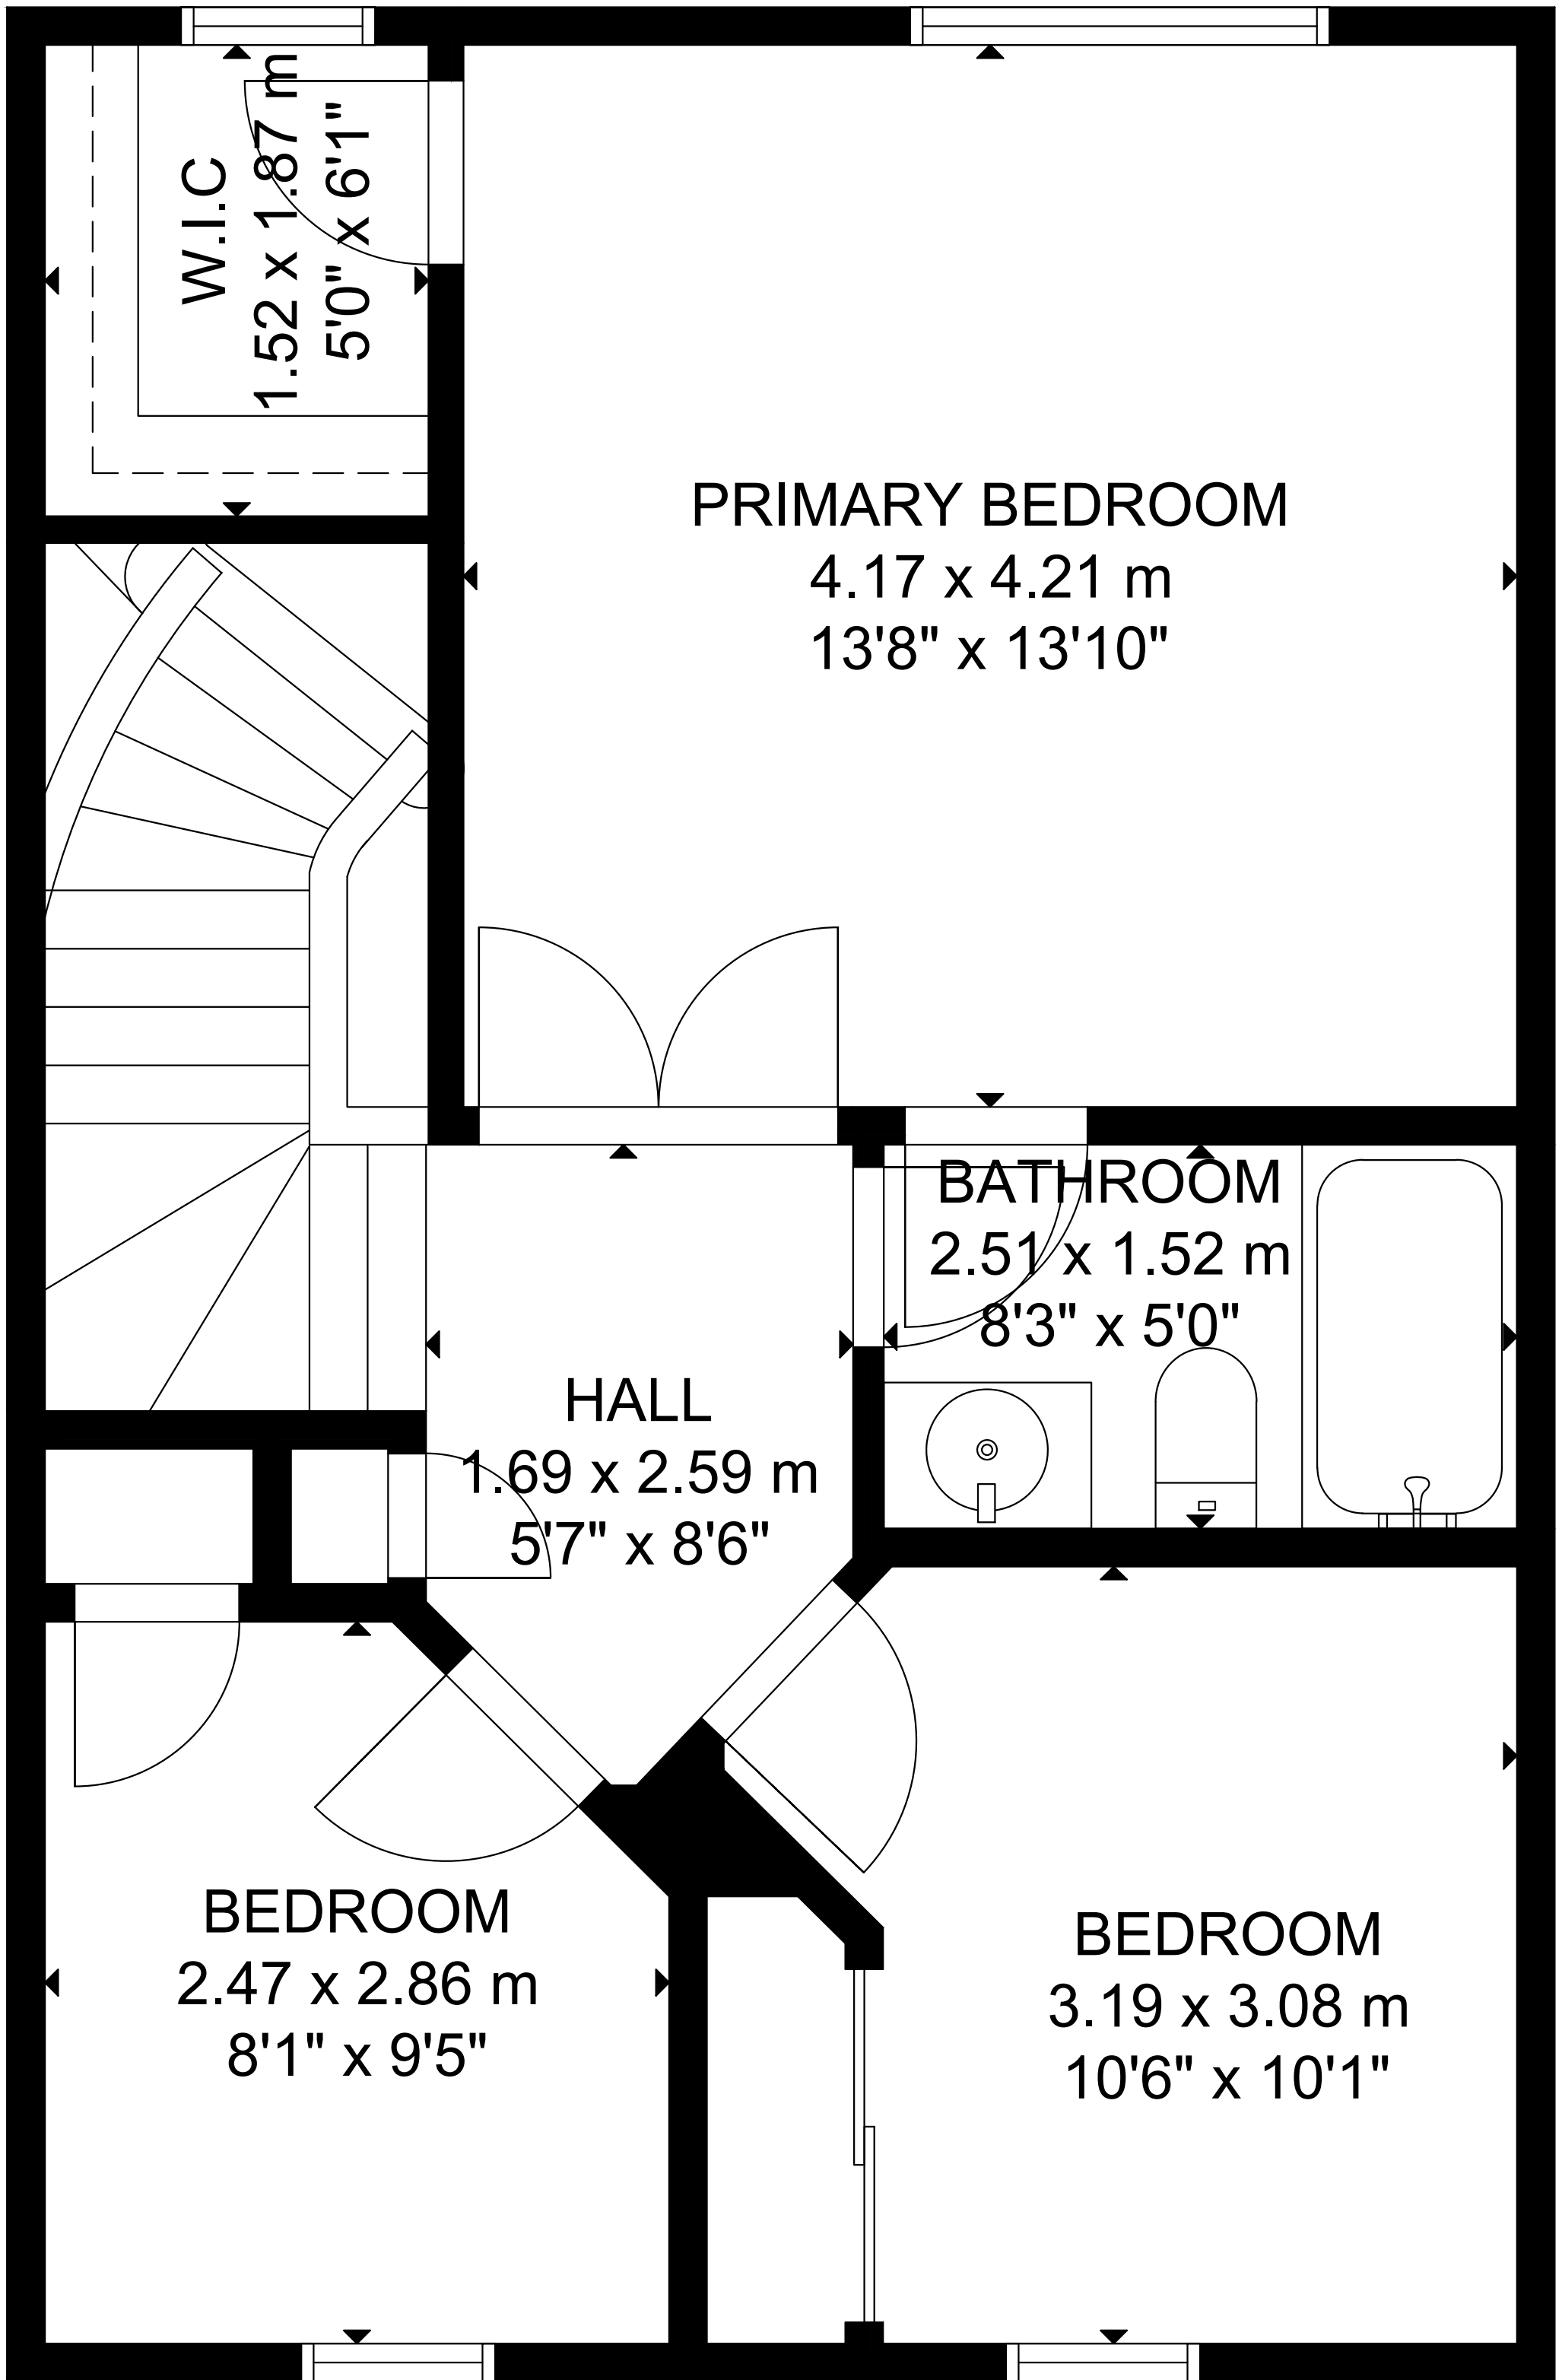 W.I.C
1.52 x 1.87 m
5'0" x 6'1"
PRIMARY BEDROOM
4.17 x 4.21 m
13'8" x 13'10"
BATHROOM
2.51 x 1.52 m
8'3" x 5'0"
HALL
1.69 x 2.59 m
5'7" x 8'6"
BEDROOM
2.47 x 2.86 m
8'1" x 9'5"
BEDROOM
3.19 x 3.08 m
10'6" x 10'1"